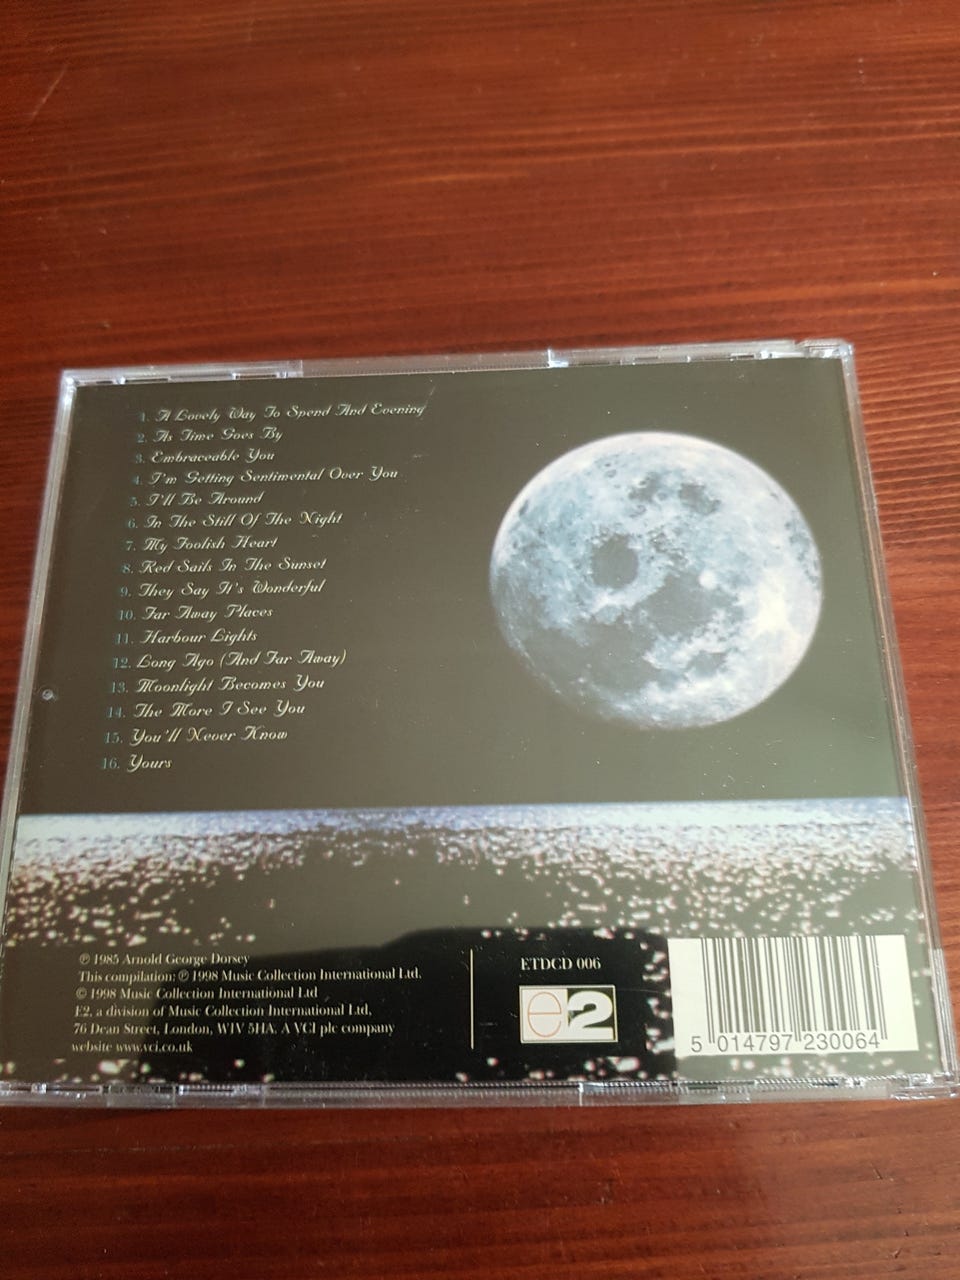 1. A Lovely Way To Spend And Evening
2. As Time Goes By
3. Embraceable You
4. I'm Getting Sentimental Over You
5. I'll Be Around
6. In The Still Of The Night
7. My Foolish Heart
8. Red Sails In The Sunset
9. They Say It's Wonderful
10. Far Away Places
11. Harbour Lights
12. Long Ago (And Far Away)
13. Moonlight Becomes You
14. The More I See You
15. You'll Never Know
16. Yours
℗ 1985 Arnold George Dorsey
This compilation: ℗ 1998 Music Collection International Ltd.
© 1998 Music Collection International Ltd
E2, a division of Music Collection International Ltd,
76 Dean Street, London, W1V 5HA. A VCI plc company
website www.vci.co.uk
ETDCD 006
e2
5 014797 230064